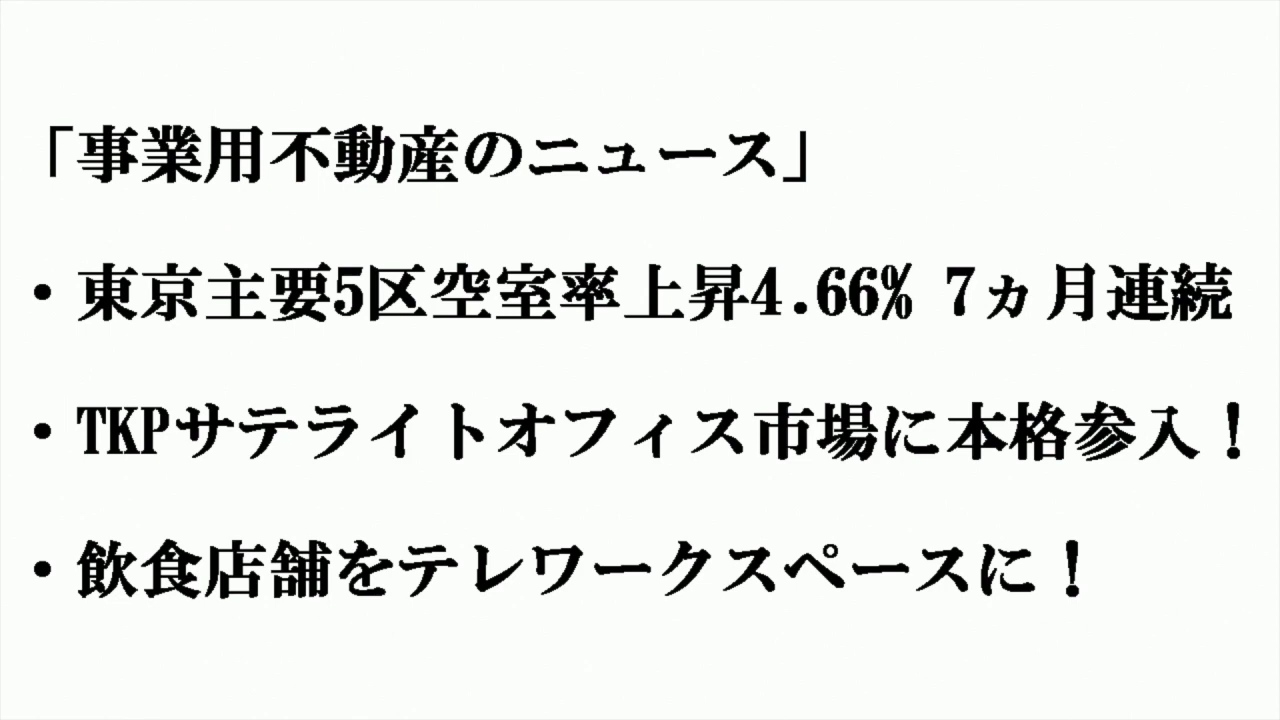 「事業用不動産のニュース」
・東京主要5区空室率上昇4.66% 7ヵ月連続
・TKPサテライトオフィス市場に本格参入！
・飲食店舗をテレワークスペースに！